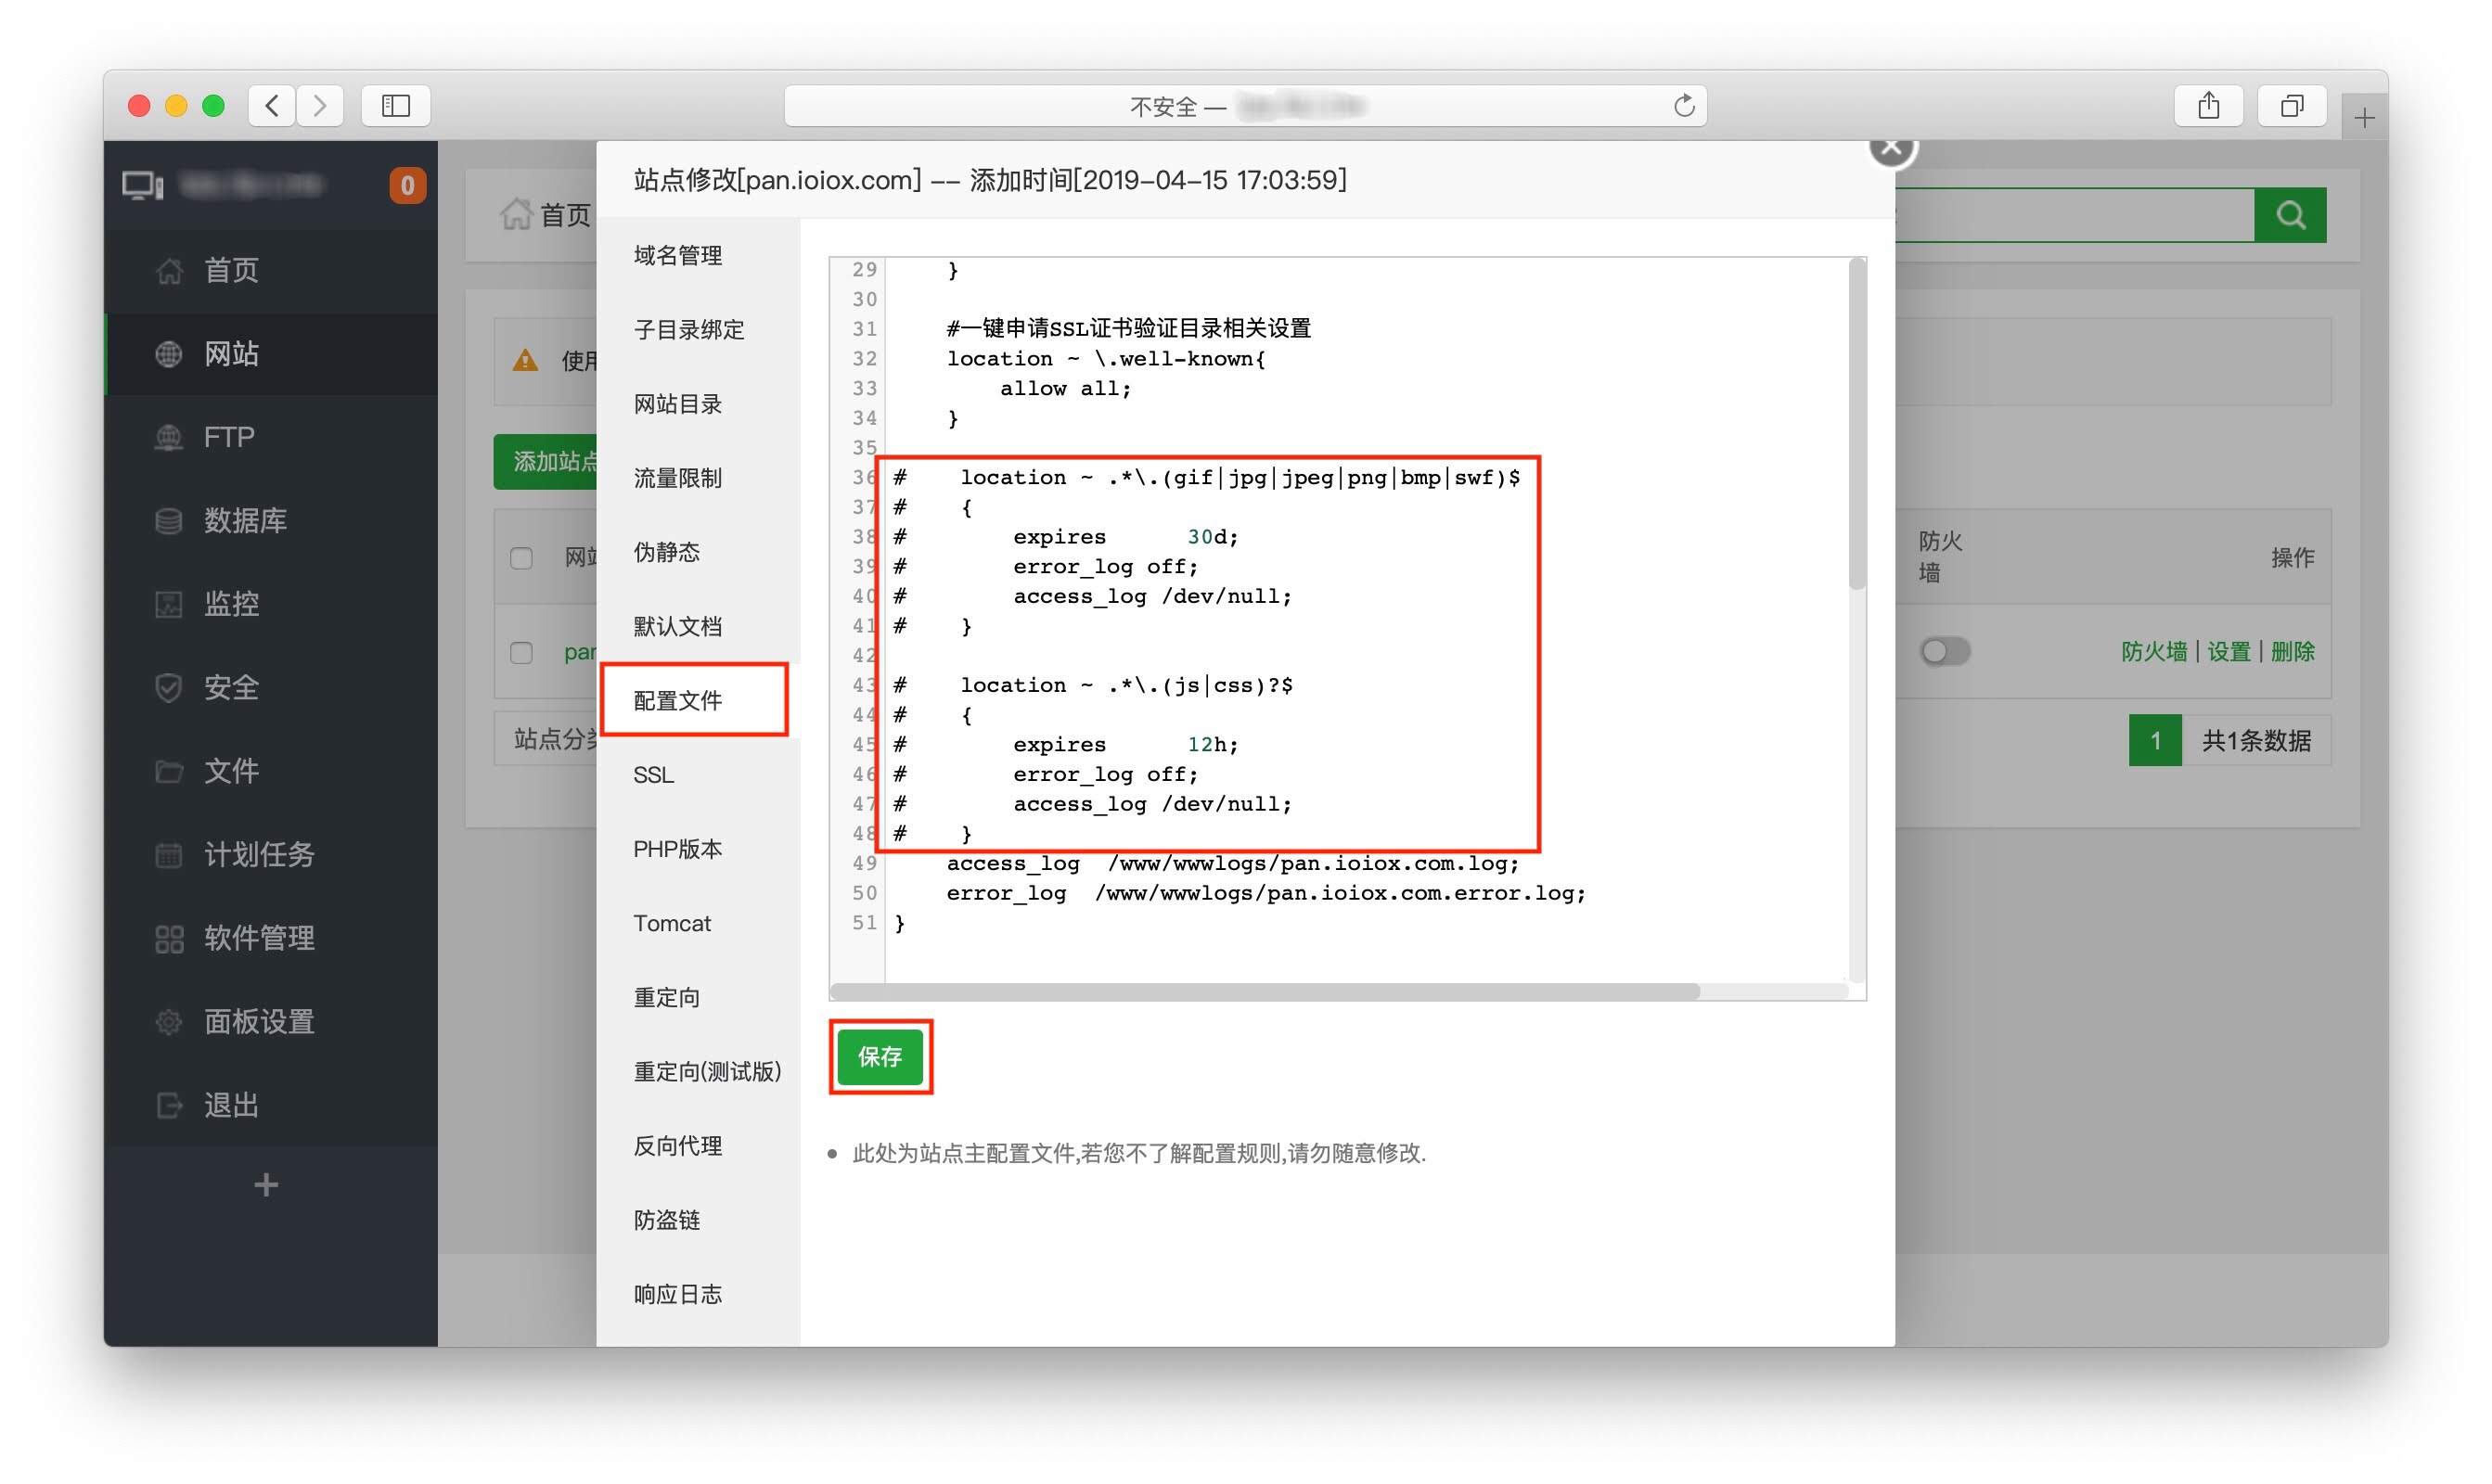 不安全 —
0
首页
网站
FTP
数据库
监控
安全
文件
计划任务
软件管理
面板设置
退出
首页
使用
添加站点
网站
pan
站点分类
防火墙
操作
防火墙 | 设置 | 删除
1
共1条数据
站点修改[pan.ioiox.com] -- 添加时间[2019-04-15 17:03:59]
域名管理
子目录绑定
网站目录
流量限制
伪静态
默认文档
配置文件
SSL
PHP版本
Tomcat
重定向
重定向(测试版)
反向代理
防盗链
响应日志
29 }
30
31 #一键申请SSL证书验证目录相关设置
32 location ~ \.well-known{
33 allow all;
34 }
35
36 # location ~ .*\.(gif|jpg|jpeg|png|bmp|swf)$
37 # {
38 # expires 30d;
39 # error_log off;
40 # access_log /dev/null;
41 # }
42
43 # location ~ .*\.(js|css)?$
44 # {
45 # expires 12h;
46 # error_log off;
47 # access_log /dev/null;
48 # }
49 access_log /www/wwwlogs/pan.ioiox.com.log;
50 error_log /www/wwwlogs/pan.ioiox.com.error.log;
51 }
保存
此处为站点主配置文件,若您不了解配置规则,请勿随意修改.